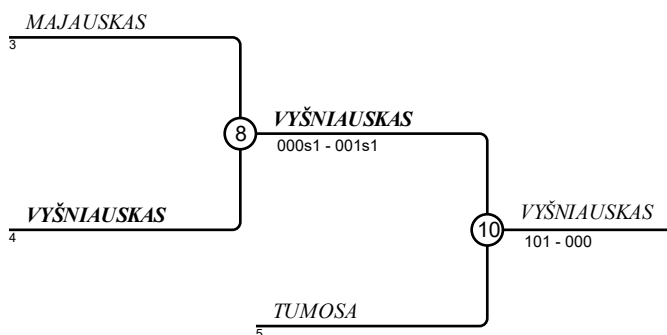 MAJAUSKAS
3
8
VYŠNIAUSKAS
000s1 - 001s1
VYŠNIAUSKAS
4
10
VYŠNIAUSKAS
101 - 000
TUMOSA
5